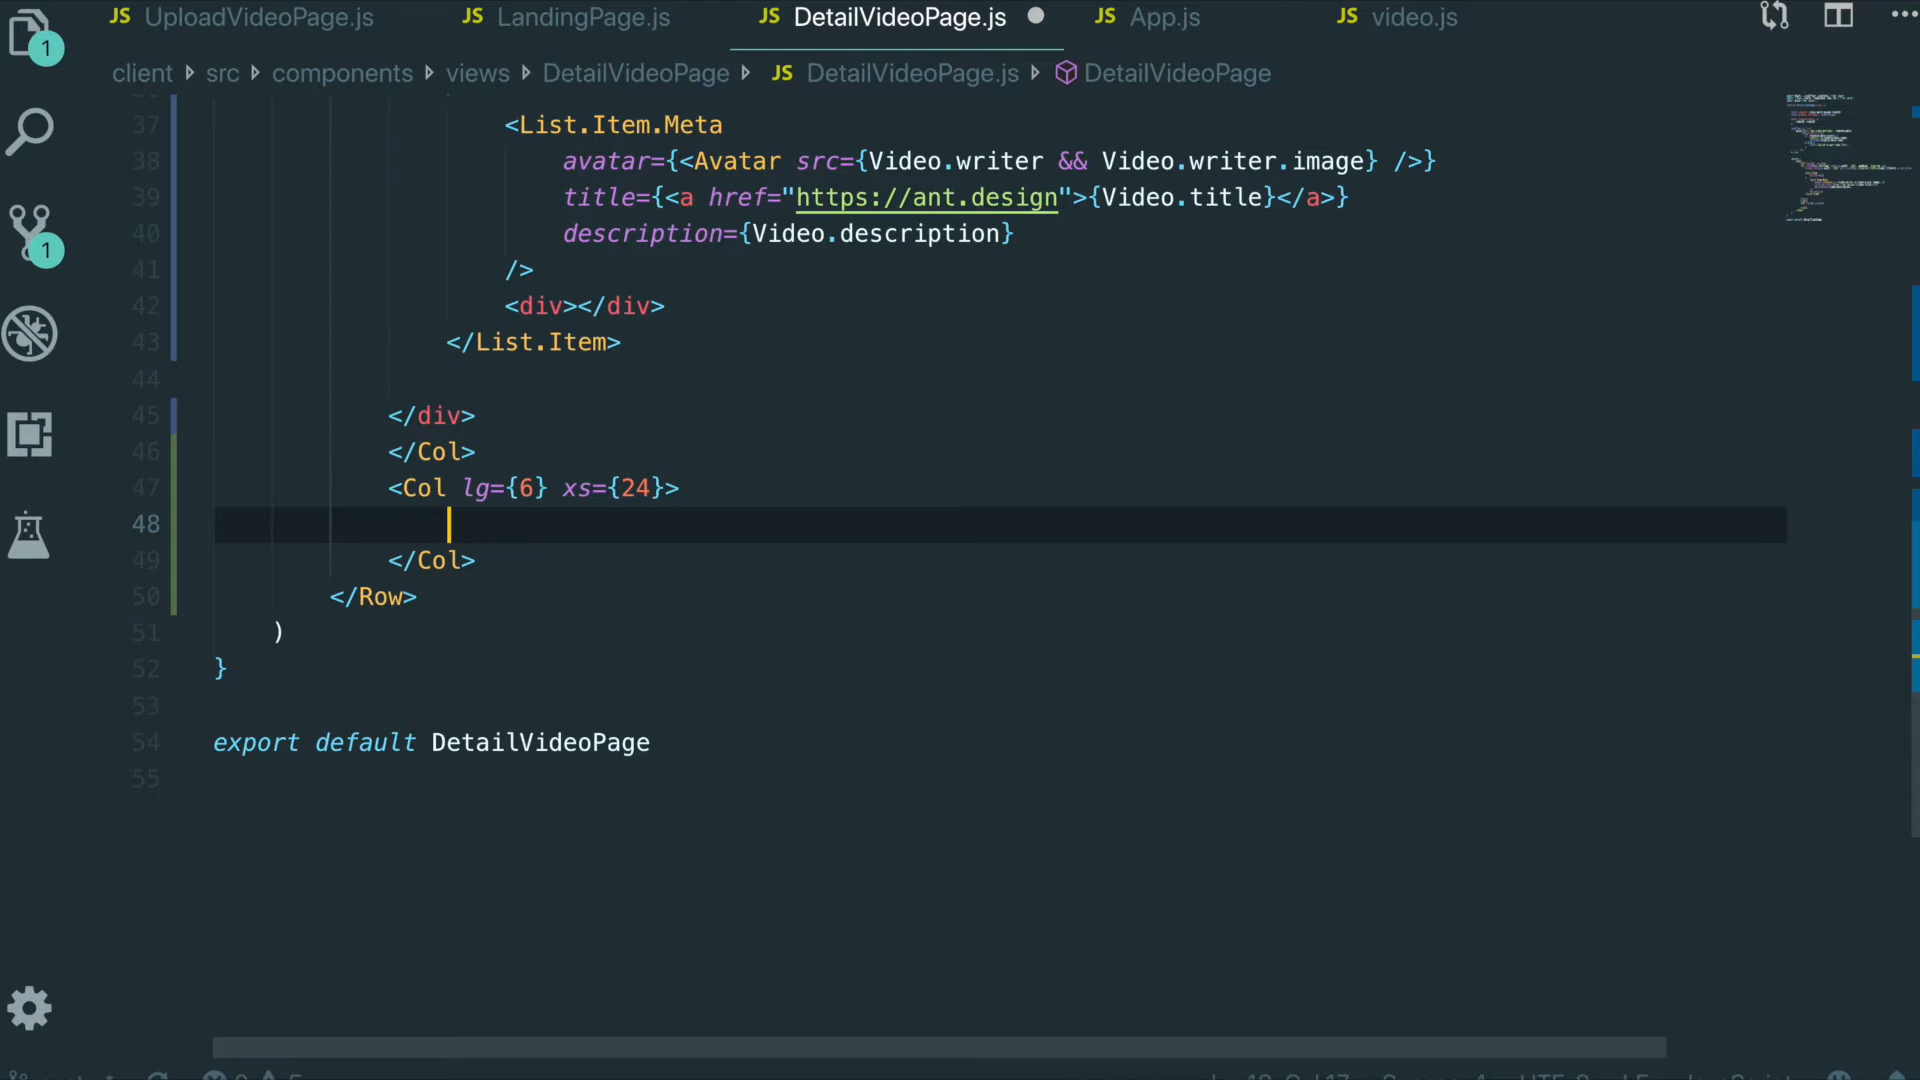 JS UploadVideoPage.js JS LandingPage.js JS DetailVideoPage.js JS App.js JS video.js
1
client src components views DetailVideoPage JS DetailVideoPage.js DetailVideoPage
37 <List.Item.Meta
38 avatar={<Avatar src={Video.writer && Video.writer.image} />}
39 title={<a href="https://ant.design">{Video.title}</a>}
40 description={Video.description}
1
41 />
42 <div></div>
43 </List.Item>
44
45 </div>
46 </Col>
47 <Col lg={6} xs={24}>
48
49 </Col>
50 </Row>
51 )
52 }
53
54 export default DetailVideoPage
55